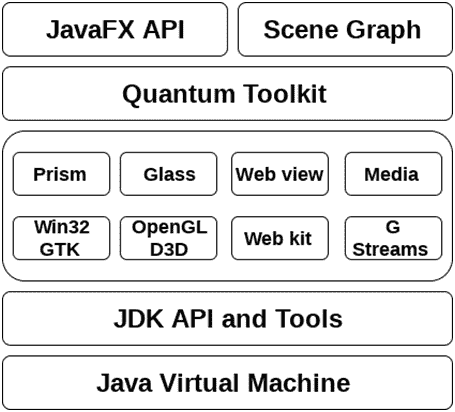 JavaFX API
Scene Graph
Quantum Toolkit
Prism
Glass
Web view
Media
Win32
GTK
OpenGL
D3D
Web kit
G
Streams
JDK API and Tools
Java Virtual Machine